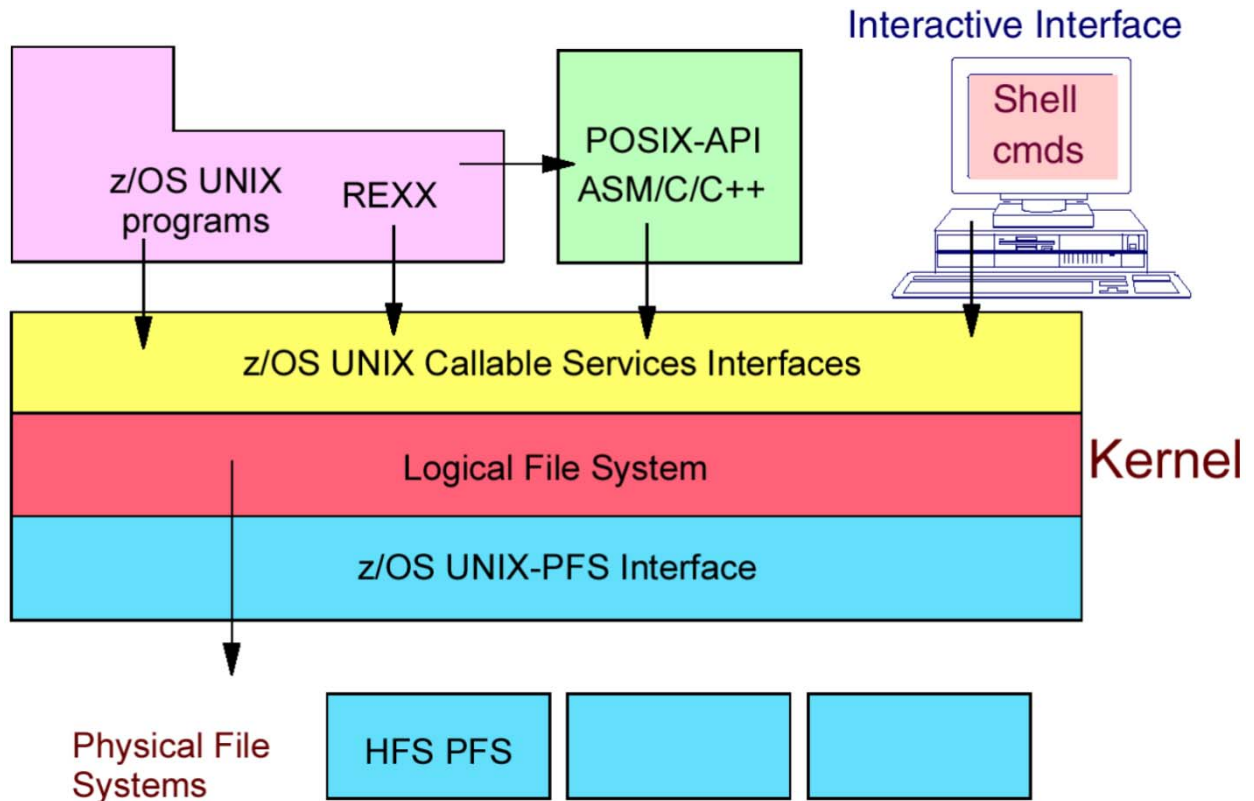 Interactive Interface
Shell
cmds
z/OS UNIX
programs
REXX
POSIX-API
ASM/C/C++
z/OS UNIX Callable Services Interfaces
Logical File System
Kernel
z/OS UNIX-PFS Interface
Physical File
Systems
HFS PFS